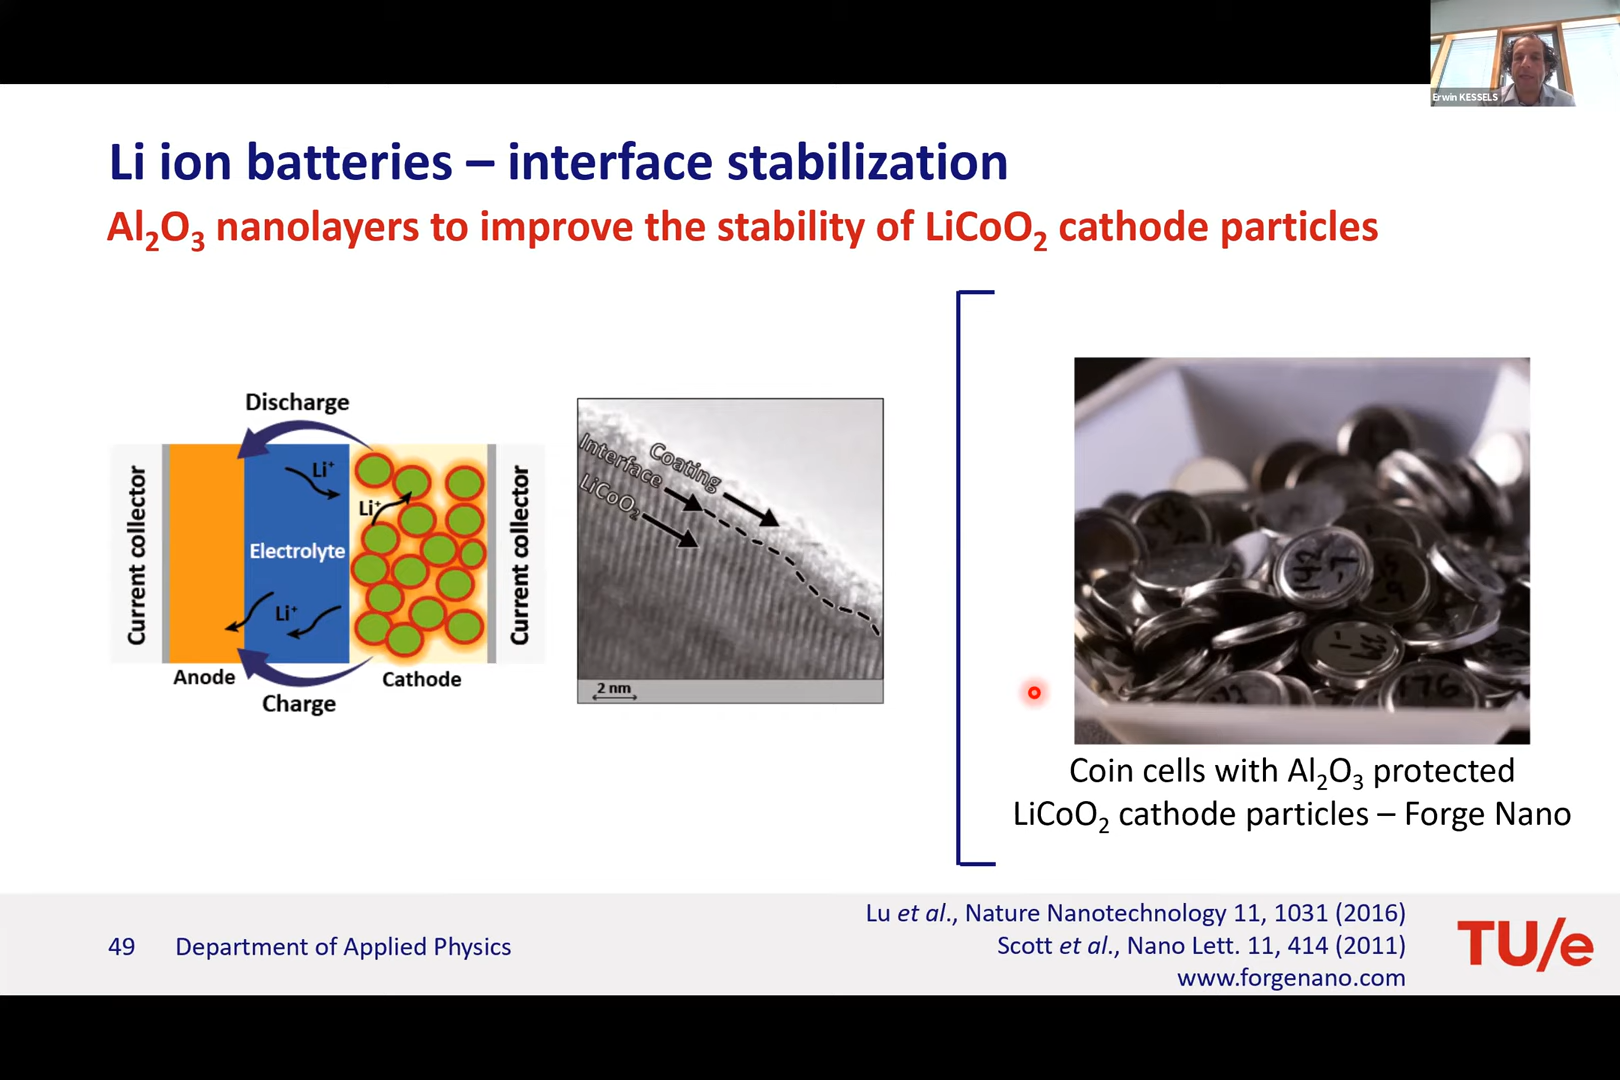 Erwin KESSELS
Li ion batteries – interface stabilization
Al₂O₃ nanolayers to improve the stability of LiCoO₂ cathode particles
Discharge
Current collector
Li⁺
Li⁺
Electrolyte
Li⁺
Current collector
Anode
Cathode
Charge
Coating
Interface
LiCoO₂
2 nm
142
-7
176
Coin cells with Al₂O₃ protected
LiCoO₂ cathode particles – Forge Nano
Lu et al., Nature Nanotechnology 11, 1031 (2016)
Scott et al., Nano Lett. 11, 414 (2011)
www.forgenano.com
49 Department of Applied Physics
TU/e